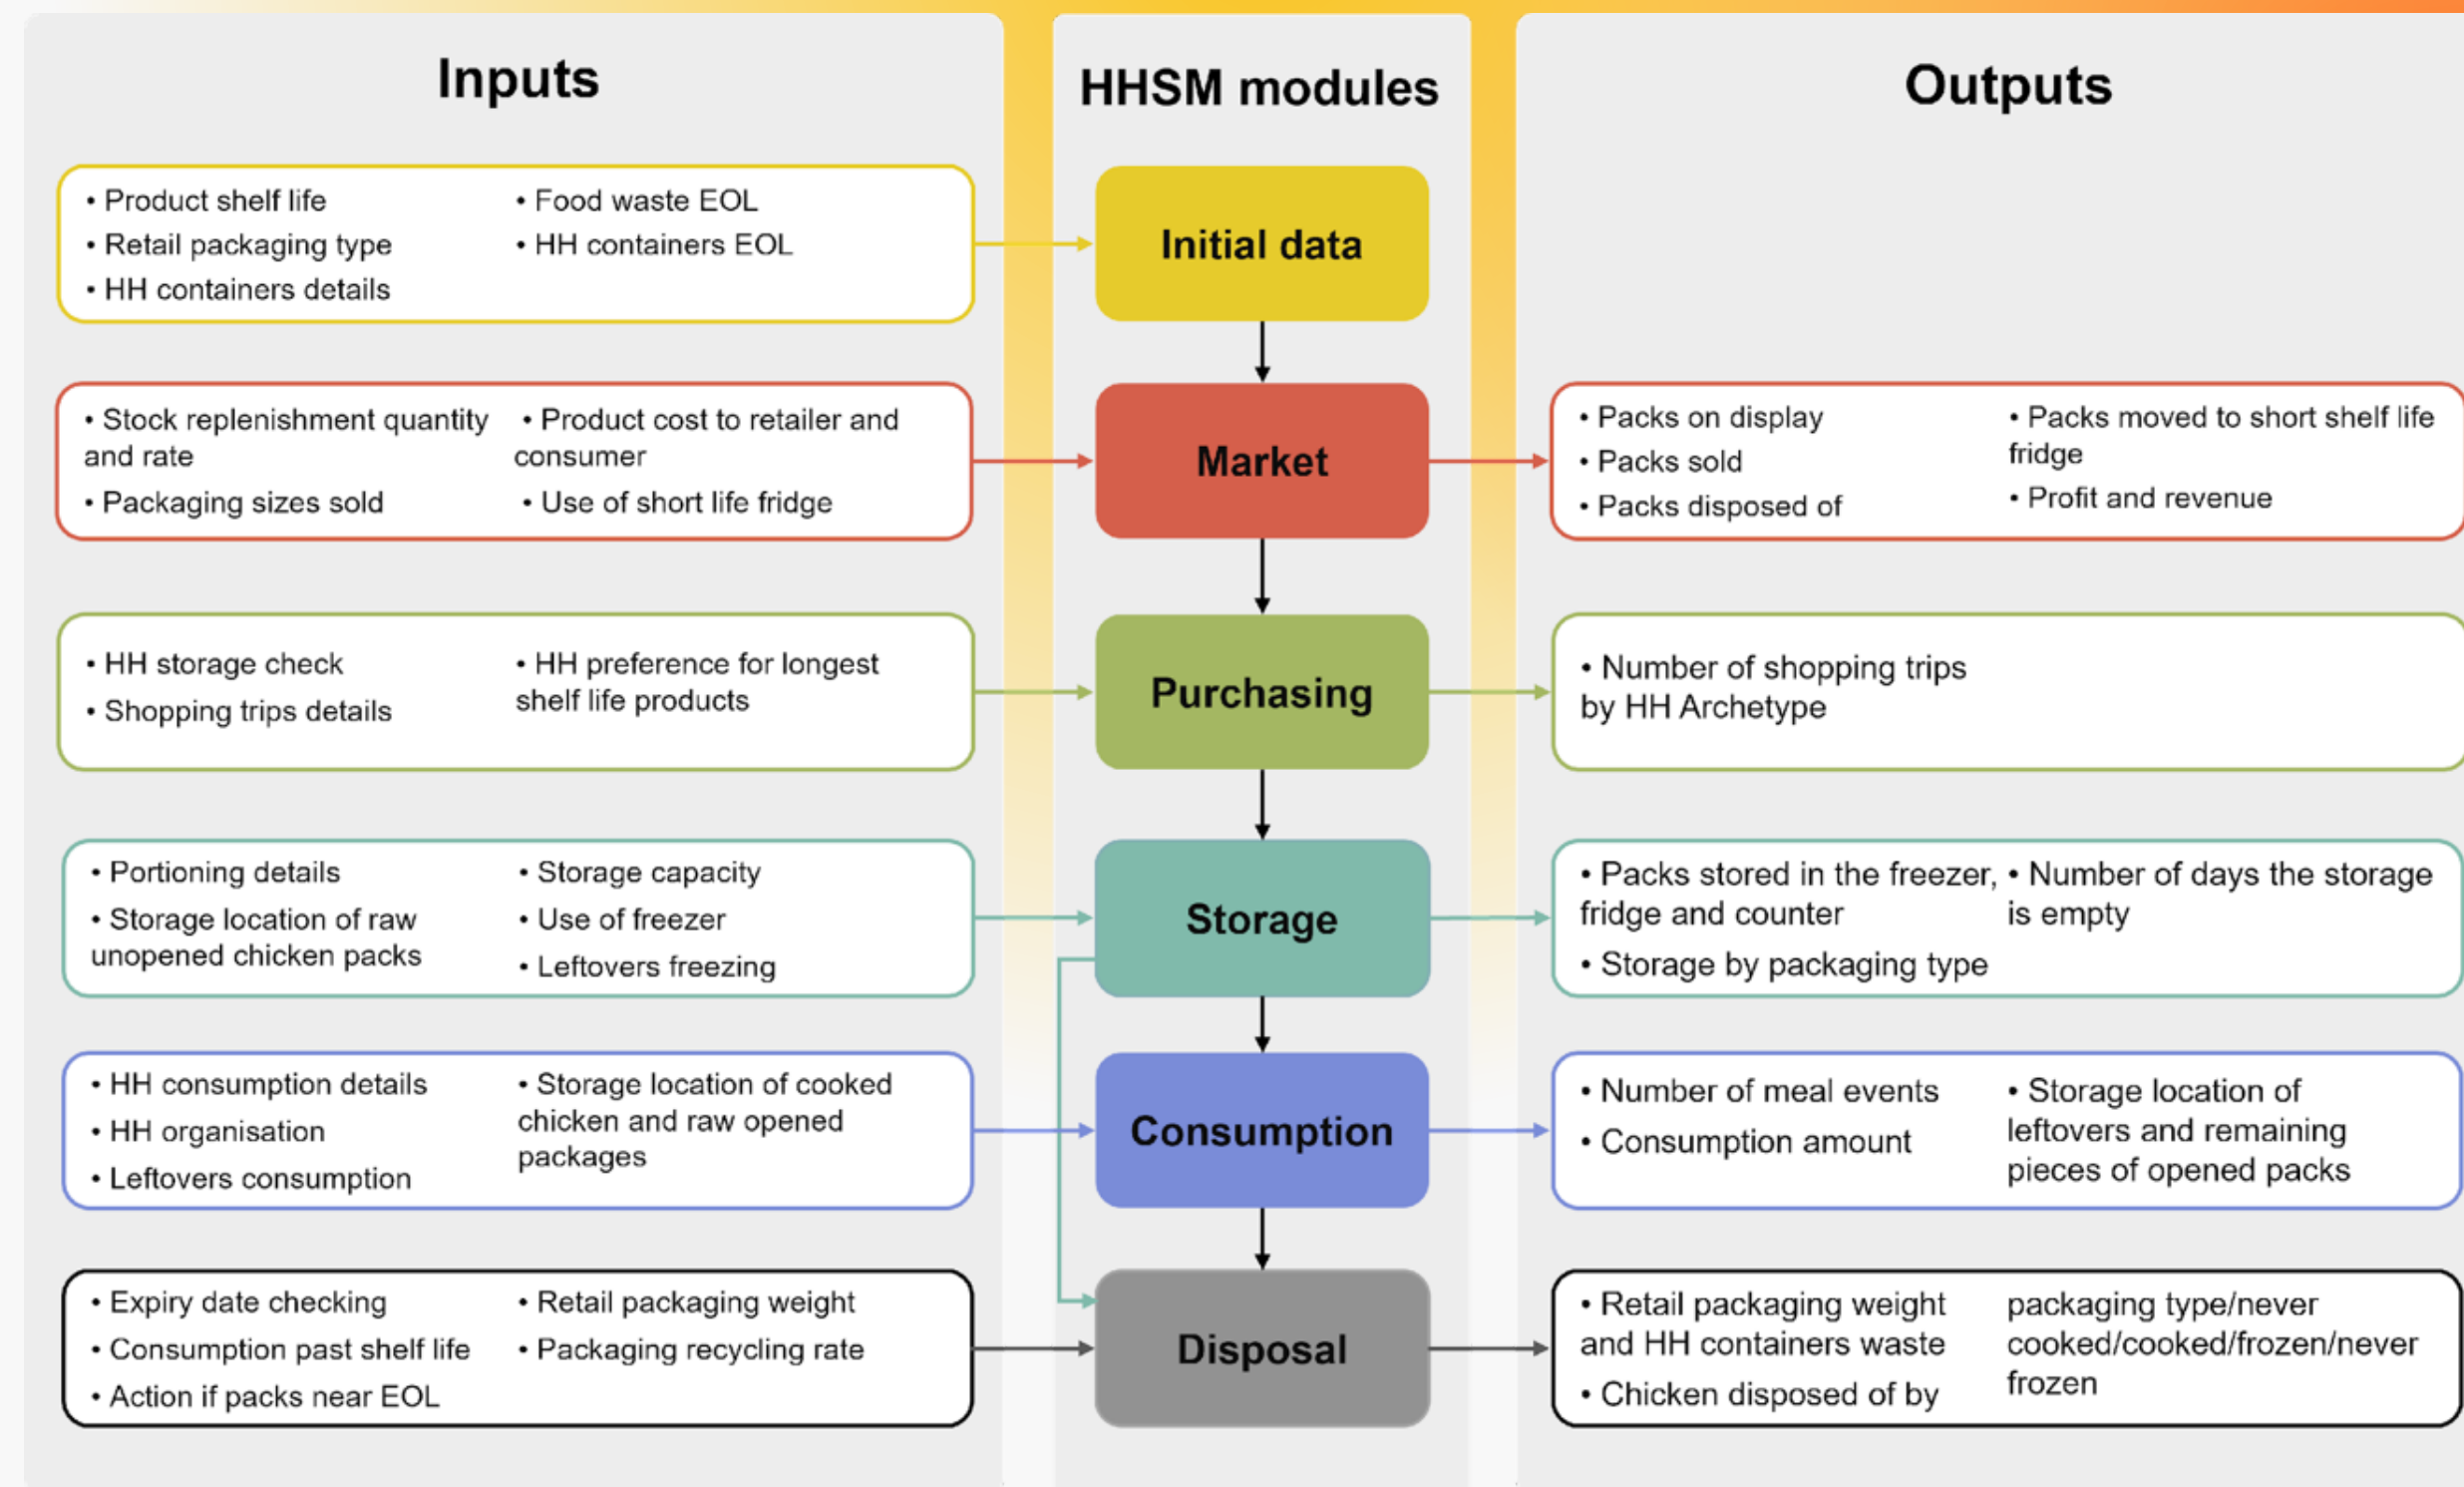 Inputs
HHSM modules
Outputs
• Product shelf life
• Retail packaging type
• HH containers details
• Food waste EOL
• HH containers EOL
Initial data
• Stock replenishment quantity
and rate
• Packaging sizes sold
• Product cost to retailer and
consumer
• Use of short life fridge
Market
• Packs on display
• Packs sold
• Packs disposed of
• Packs moved to short shelf life
fridge
• Profit and revenue
• HH storage check
• Shopping trips details
• HH preference for longest
shelf life products
Purchasing
• Number of shopping trips
by HH Archetype
• Portioning details
• Storage location of raw
unopened chicken packs
• Storage capacity
• Use of freezer
• Leftovers freezing
Storage
• Packs stored in the freezer,
fridge and counter
• Storage by packaging type
• Number of days the storage
is empty
• HH consumption details
• HH organisation
• Leftovers consumption
• Storage location of cooked
chicken and raw opened
packages
Consumption
• Number of meal events
• Consumption amount
• Storage location of
leftovers and remaining
pieces of opened packs
• Expiry date checking
• Consumption past shelf life
• Action if packs near EOL
• Retail packaging weight
• Packaging recycling rate
Disposal
• Retail packaging weight
and HH containers waste
• Chicken disposed of by
packaging type/never
cooked/cooked/frozen/never
frozen